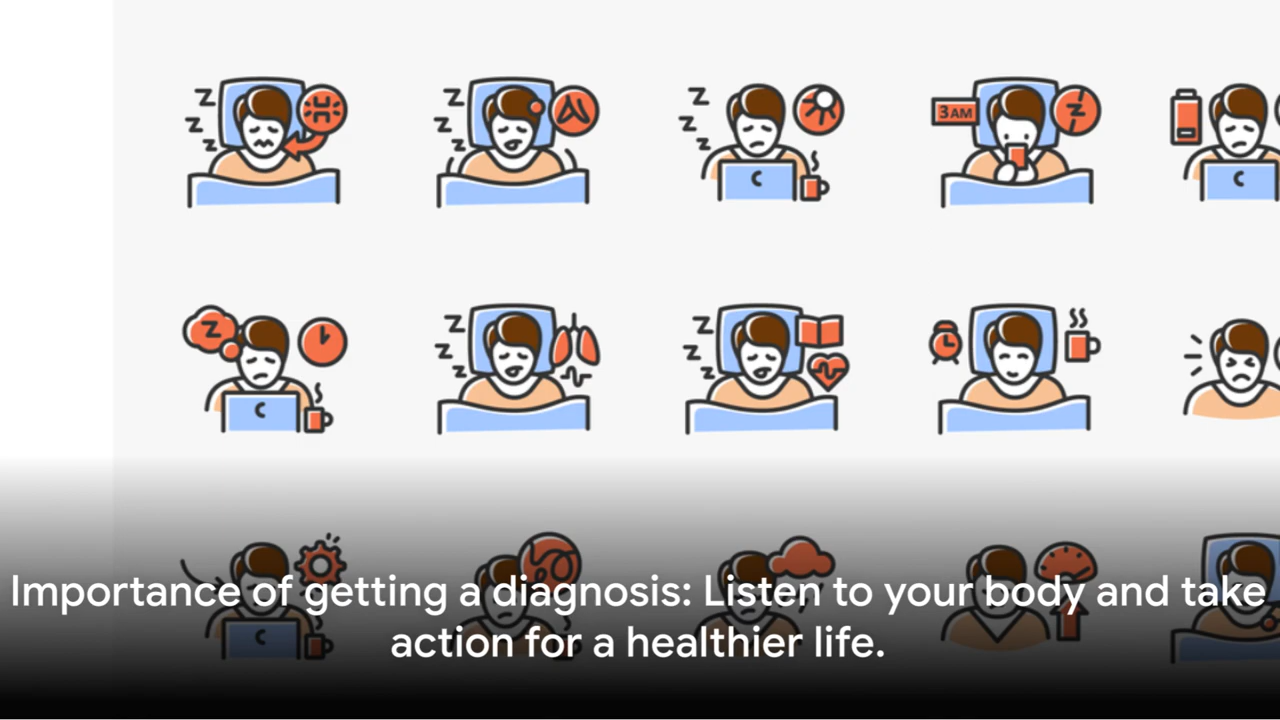 z
z
z
z
z
z
z
z
z
3AM
z
z
z
z
z
z
z
z
Importance of getting a diagnosis: Listen to your body and take
action for a healthier life.